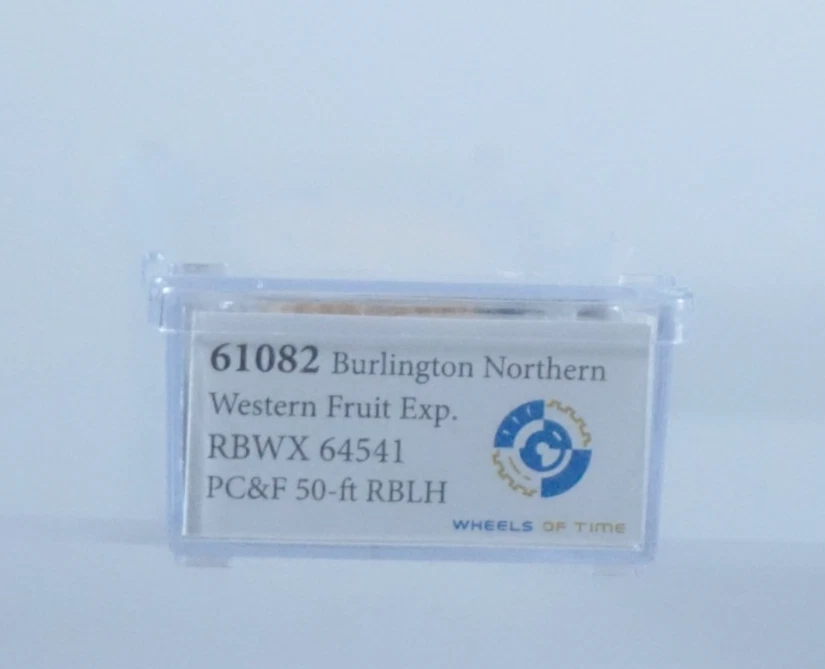 61082 Burlington Northern
Western Fruit Exp.
RBWX 64541
PC&F 50-ft RBLH
WHEELS OF TIME